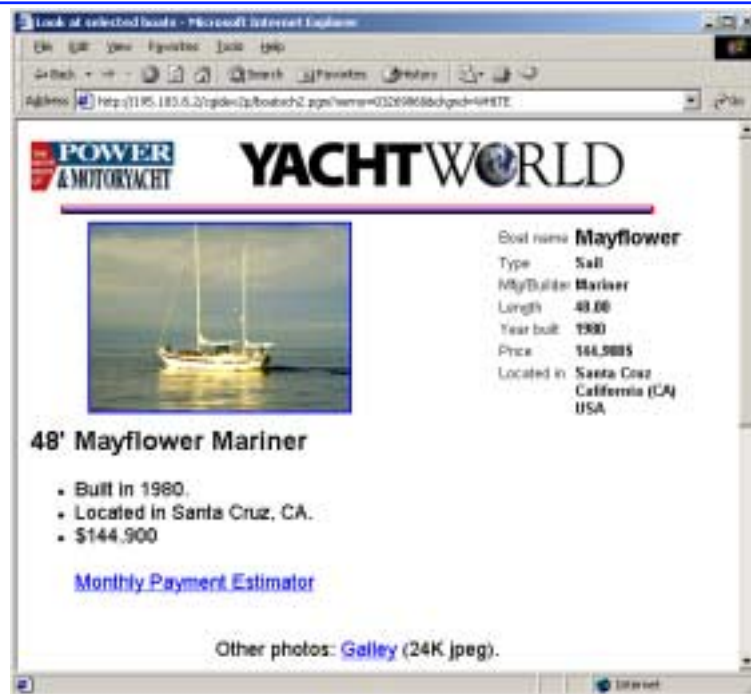 Look at selected boats - Microsoft Internet Explorer
File Edit View Favorites Tools Help
Back Search Favorites History
Address
POWER
& MOTORYACHT
YACHTWORLD
Boat name Mayflower
Type Sail
Mfg/Builder Mariner
Length 48.00
Year built 1980
Price
Located in Santa Cruz
California (CA)
USA
48' Mayflower Mariner
• Built in 1980.
• Located in Santa Cruz, CA.
• $144.900
Monthly Payment Estimator
Other photos: Galley (24K jpeg).
Internet